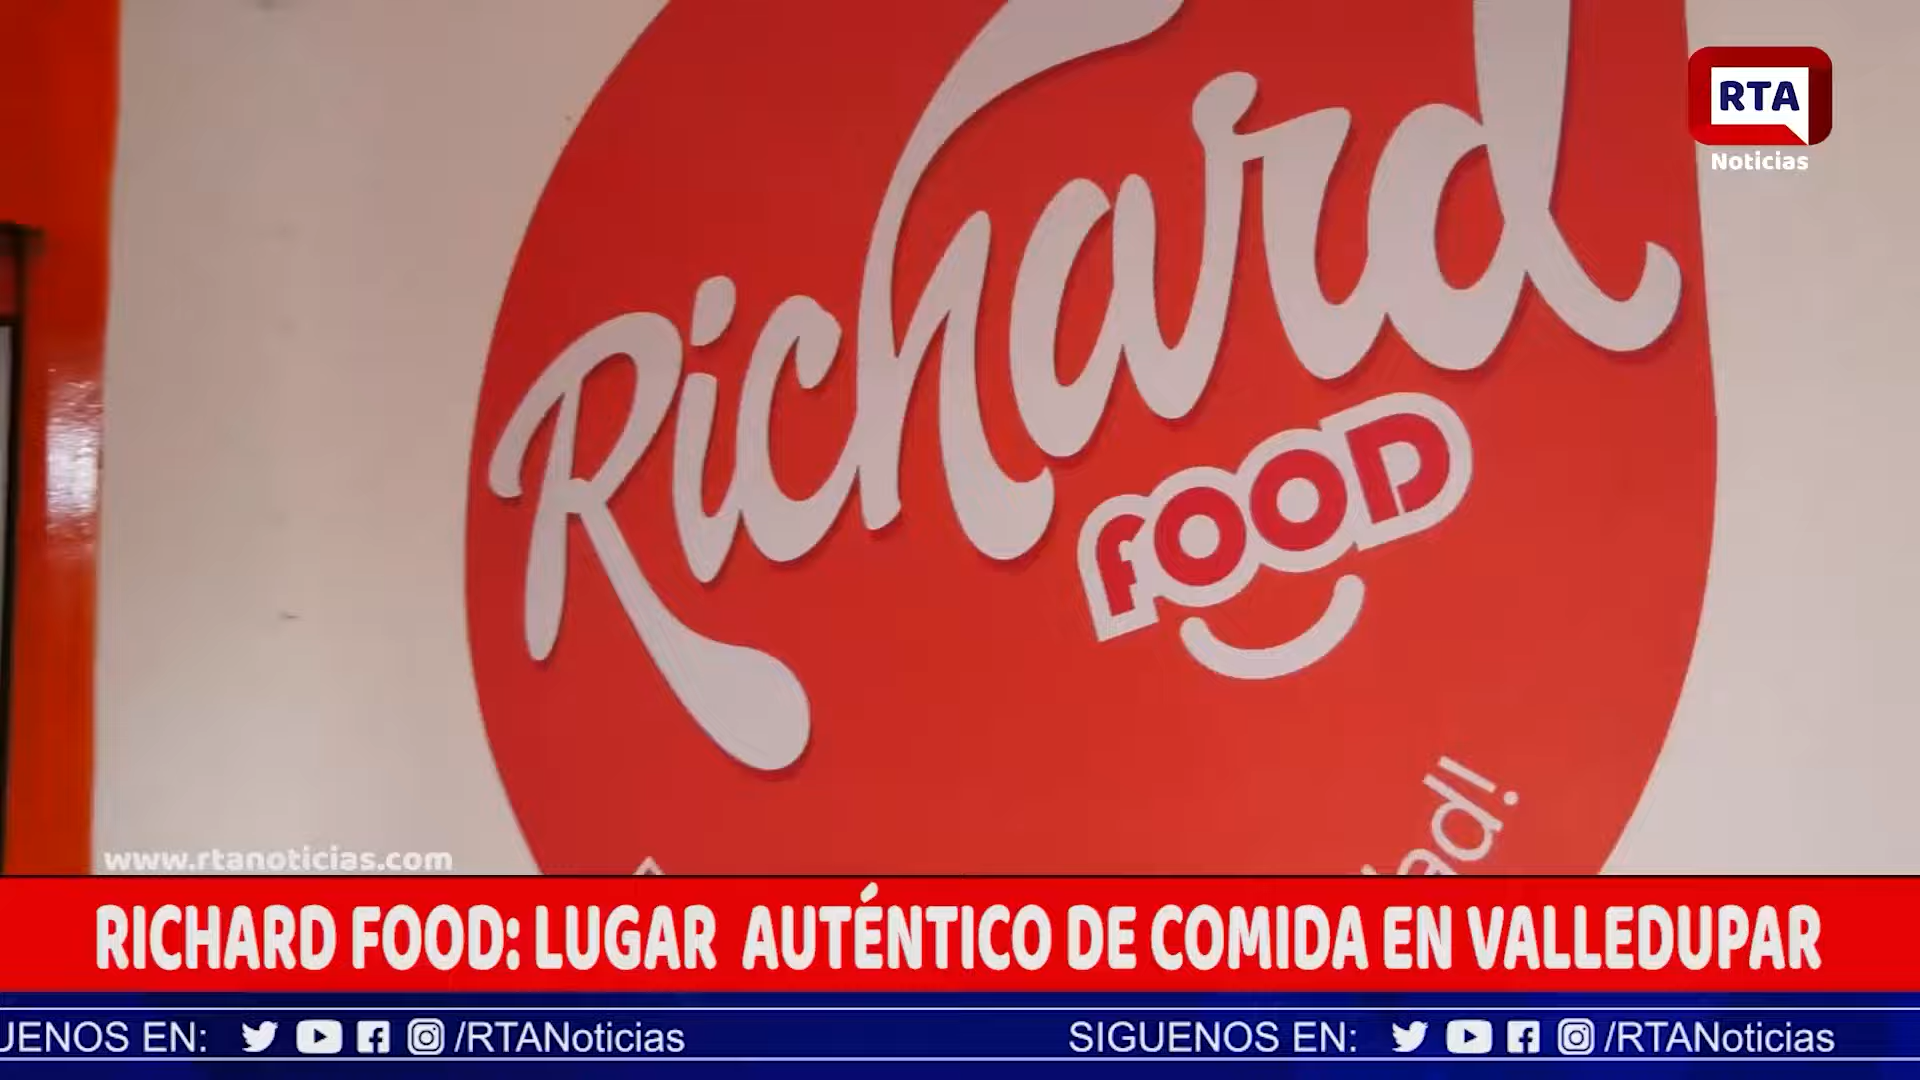 RTA
Noticias
Richard
FOOD
www.rtanoticias.com
RICHARD FOOD: LUGAR AUTÉNTICO DE COMIDA EN VALLEDUPAR
UENOS EN: /RTANoticias SIGUENOS EN: /RTANoticias